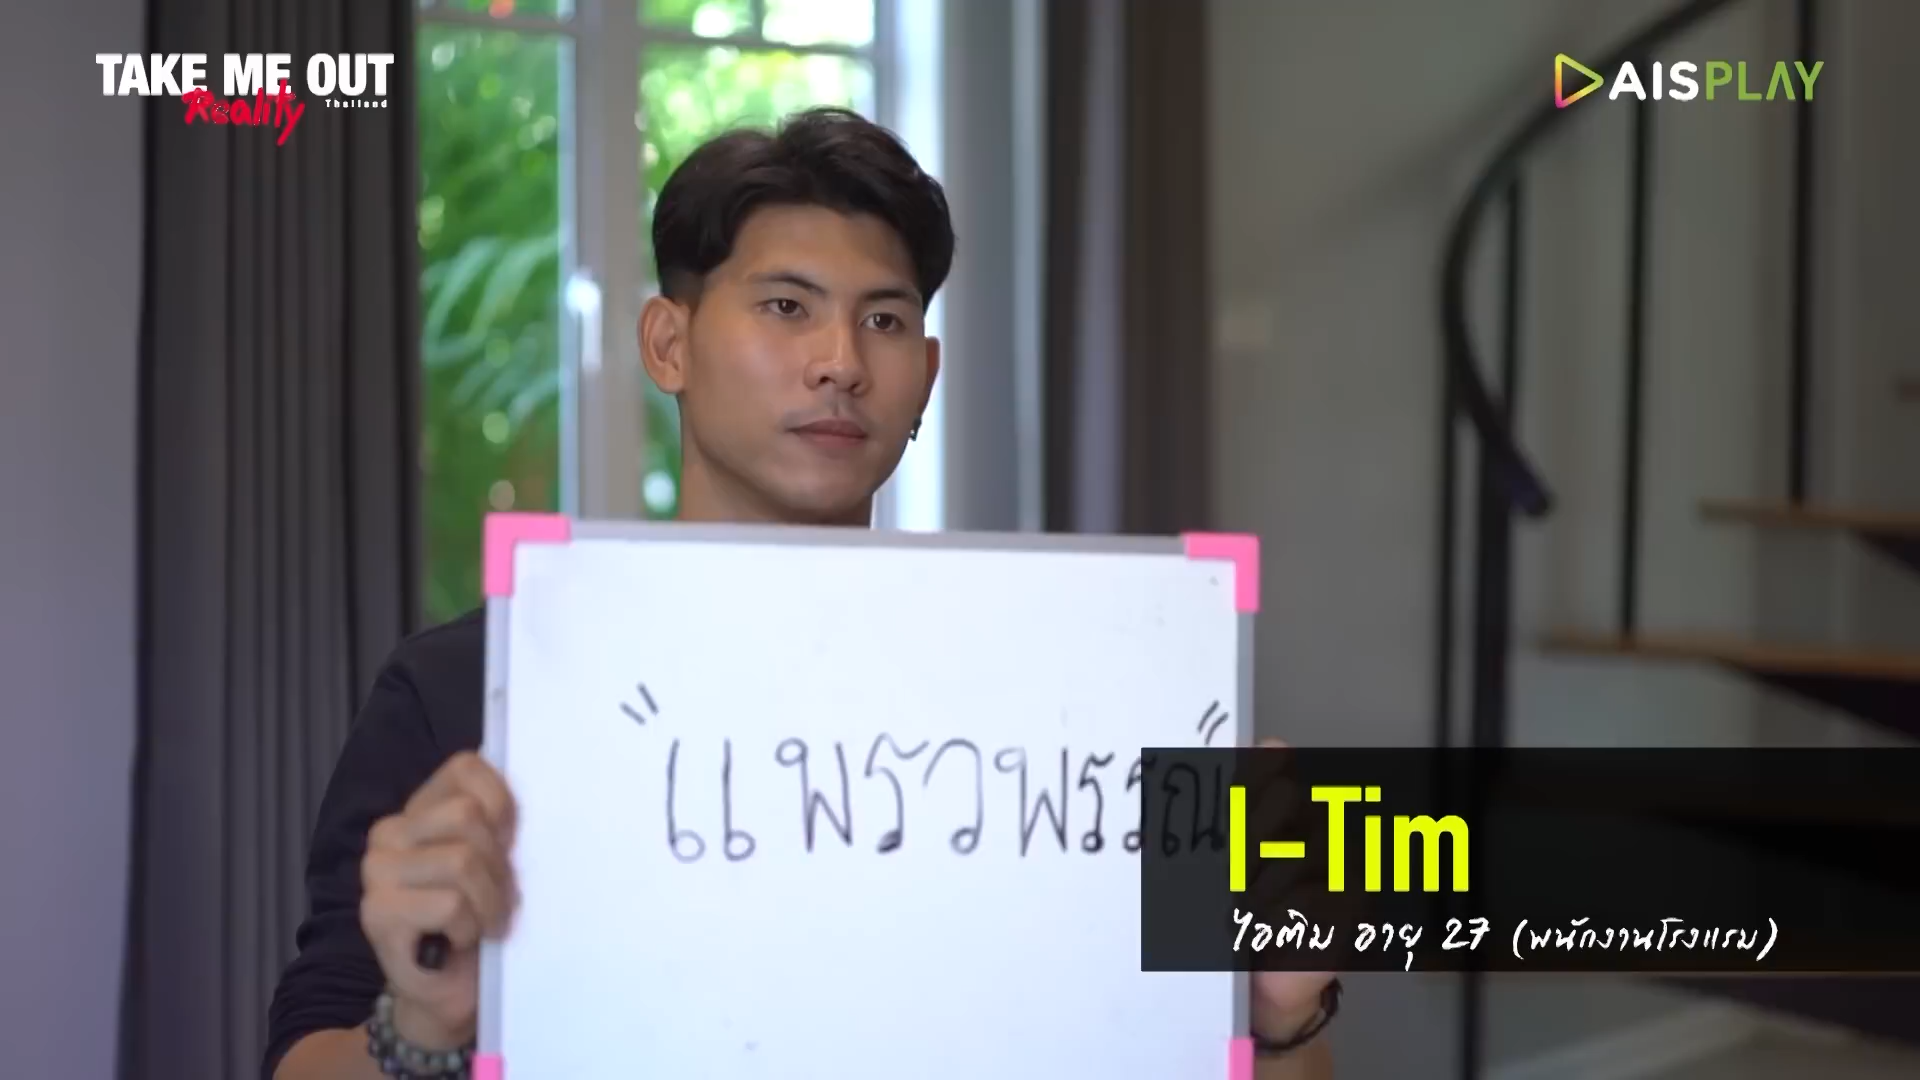 TAKE ME OUT
Reality Thailand
AISPLAY
"แพรวพรรณ์"
I-Tim
ไอติม อายุ 27 (พนักงานโรงแรม)